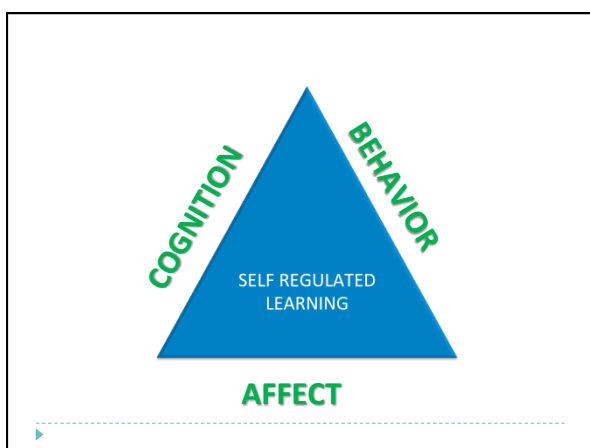 COGNITION
BEHAVIOR
SELF REGULATED
LEARNING
AFFECT